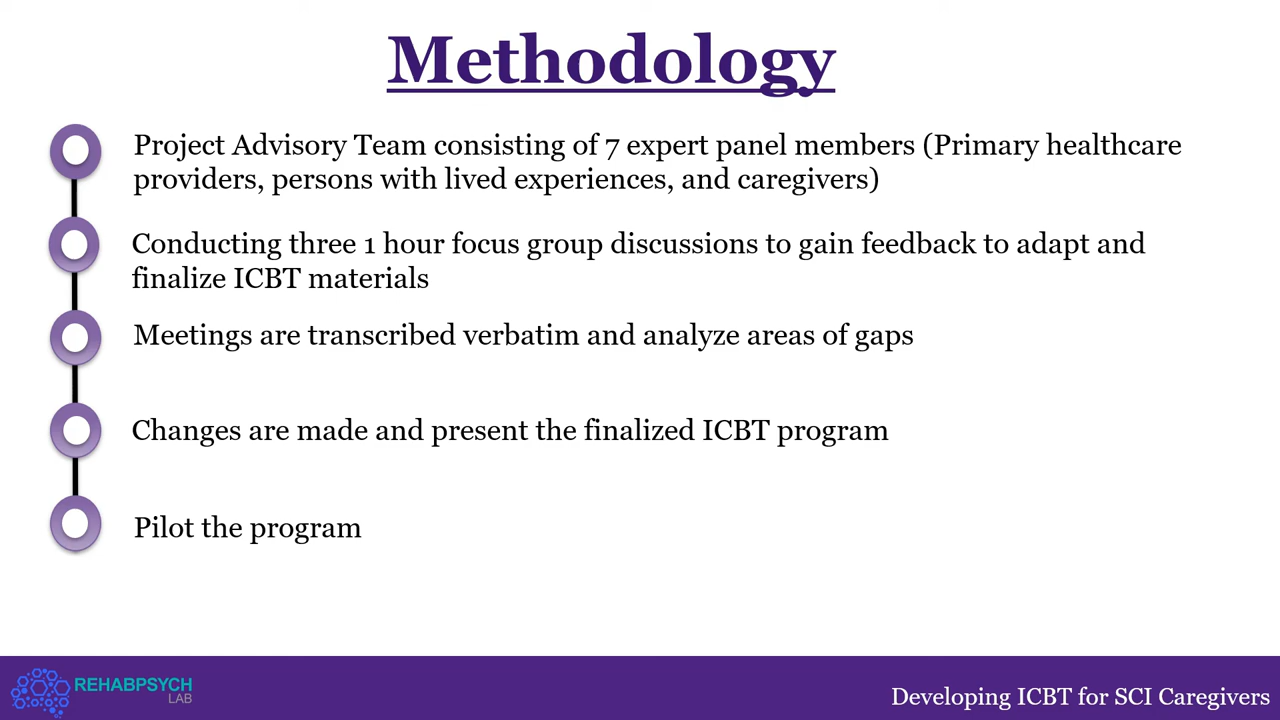 Methodology
Project Advisory Team consisting of 7 expert panel members (Primary healthcare
providers, persons with lived experiences, and caregivers)
Conducting three 1 hour focus group discussions to gain feedback to adapt and
finalize ICBT materials
Meetings are transcribed verbatim and analyze areas of gaps
Changes are made and present the finalized ICBT program
Pilot the program
REHABPSYCH
LAB
Developing ICBT for SCI Caregivers